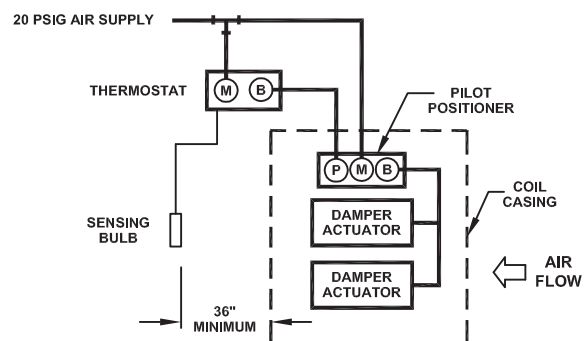 20 PSIG AIR SUPPLY
THERMOSTAT
M
B
PILOT
POSITIONER
P
M
B
SENSING
BULB
DAMPER
ACTUATOR
COIL
CASING
DAMPER
ACTUATOR
AIR
FLOW
36"
MINIMUM